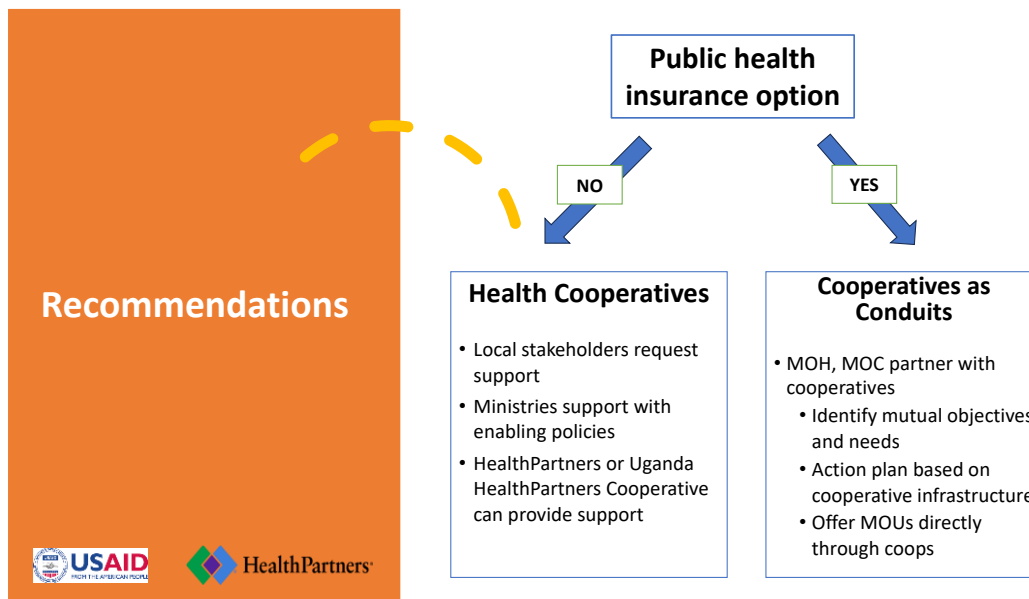 Recommendations
USAID
FROM THE AMERICAN PEOPLE
HealthPartners
Public health
insurance option
NO
YES
Health Cooperatives
• Local stakeholders request
support
• Ministries support with
enabling policies
• HealthPartners or Uganda
HealthPartners Cooperative
can provide support
Cooperatives as
Conduits
• MOH, MOC partner with
cooperatives
• Identify mutual objectives
and needs
• Action plan based on
cooperative infrastructure
• Offer MOUs directly
through coops